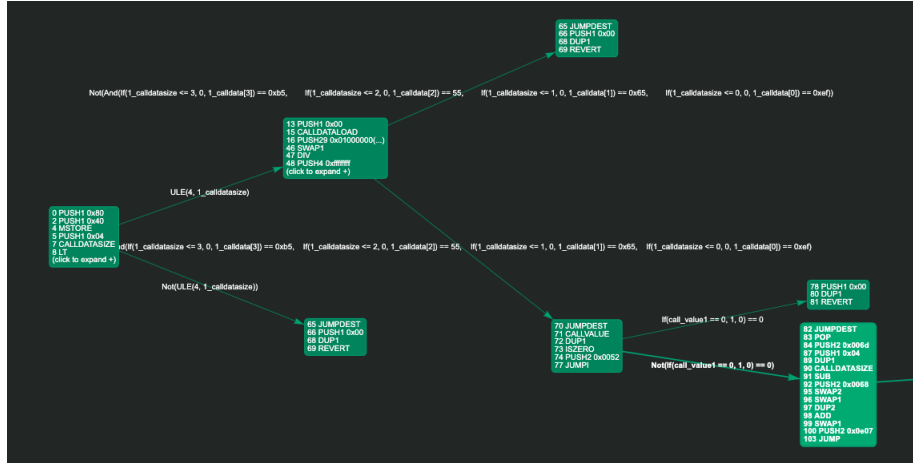 65 JUMPDEST
66 PUSH1 0x00
68 DUP1
69 REVERT
Not(And(If(1_calldatasize <= 3, 0, 1_calldata[3]) == 0xb5, If(1_calldatasize <= 2, 0, 1_calldata[2]) == 55, If(1_calldatasize <= 1, 0, 1_calldata[1]) == 0x65, If(1_calldatasize <= 0, 0, 1_calldata[0]) == 0xef))
13 PUSH1 0x00
15 CALLDATALOAD
16 PUSH29 0x01000000(...)
46 SWAP1
47 DIV
48 PUSH4 0xffffffff
(click to expand +)
ULE(4, 1_calldatasize)
0 PUSH1 0x80
2 PUSH1 0x40
4 MSTORE
5 PUSH1 0x04
7 CALLDATASIZE
8 LT
(click to expand +)
nd(If(1_calldatasize <= 3, 0, 1_calldata[3]) == 0xb5, If(1_calldatasize <= 2, 0, 1_calldata[2]) == 55, If(1_calldatasize <= 1, 0, 1_calldata[1]) == 0x65, If(1_calldatasize <= 0, 0, 1_calldata[0]) == 0xef)
Not(ULE(4, 1_calldatasize))
65 JUMPDEST
66 PUSH1 0x00
68 DUP1
69 REVERT
70 JUMPDEST
71 CALLVALUE
72 DUP1
73 ISZERO
74 PUSH2 0x0052
77 JUMPI
If(call_value1 == 0, 1, 0) == 0
78 PUSH1 0x00
80 DUP1
81 REVERT
Not(If(call_value1 == 0, 1, 0) == 0)
82 JUMPDEST
83 POP
84 PUSH2 0x006d
87 PUSH1 0x04
89 DUP1
90 CALLDATASIZE
91 SUB
92 PUSH2 0x0068
95 SWAP2
96 SWAP1
97 DUP2
98 ADD
99 SWAP1
100 PUSH2 0x0e07
103 JUMP